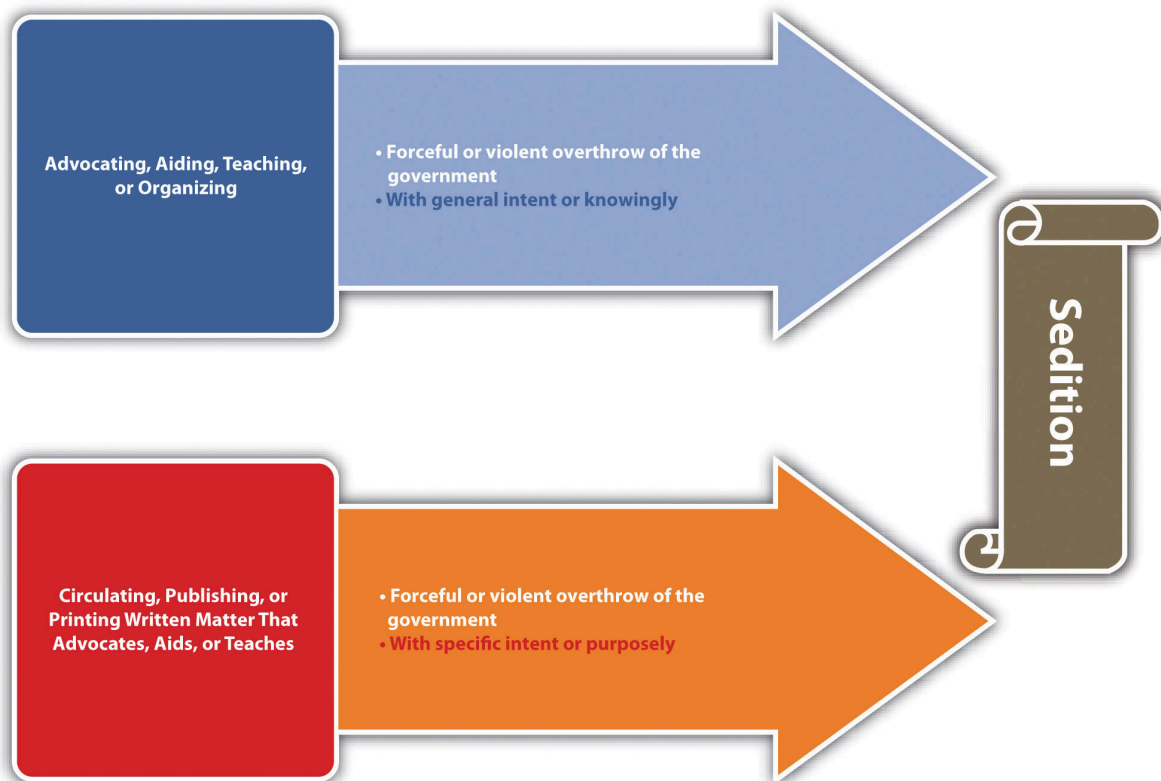 Advocating, Aiding, Teaching,
or Organizing
• Forceful or violent overthrow of the
government
• With general intent or knowingly
Sedition
Circulating, Publishing, or
Printing Written Matter That
Advocates, Aids, or Teaches
• Forceful or violent overthrow of the
government
• With specific intent or purposely